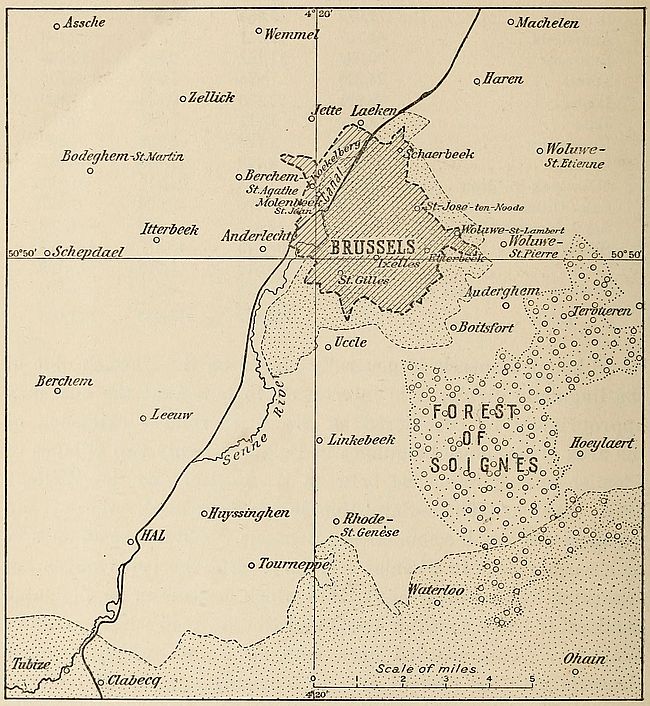 4° 20'
Assche
Wemmel
Machelen
Haren
Zellick
Jette
Laeken
Bodeghem-St.Martin
Berchem-
St.Agathe
Koekelberg
Canal
Schaerbeek
Woluwe-
St.Etienne
Molenbeek
St.Jean
St.Jose-ten-Noode
Itterbeek
Anderlecht
BRUSSELS
Woluwe-St.Lambert
Woluwe-
St.Pierre
50°50'
Schepdael
Ixelles
Etterbeek
50°50'
St.Gilles
Auderghem
Tervueren
Boitsfort
Uccle
Berchem
Leeuw
Senne River
Linkebeek
FOREST
OF
SOIGNES
Hoeylaert
Huyssinghen
Rhode-
St.Genèse
HAL
Tourneppe
Waterloo
Tubize
Clabecq
Ohain
Scale of miles
0 1 2 3 4 5
4°20'